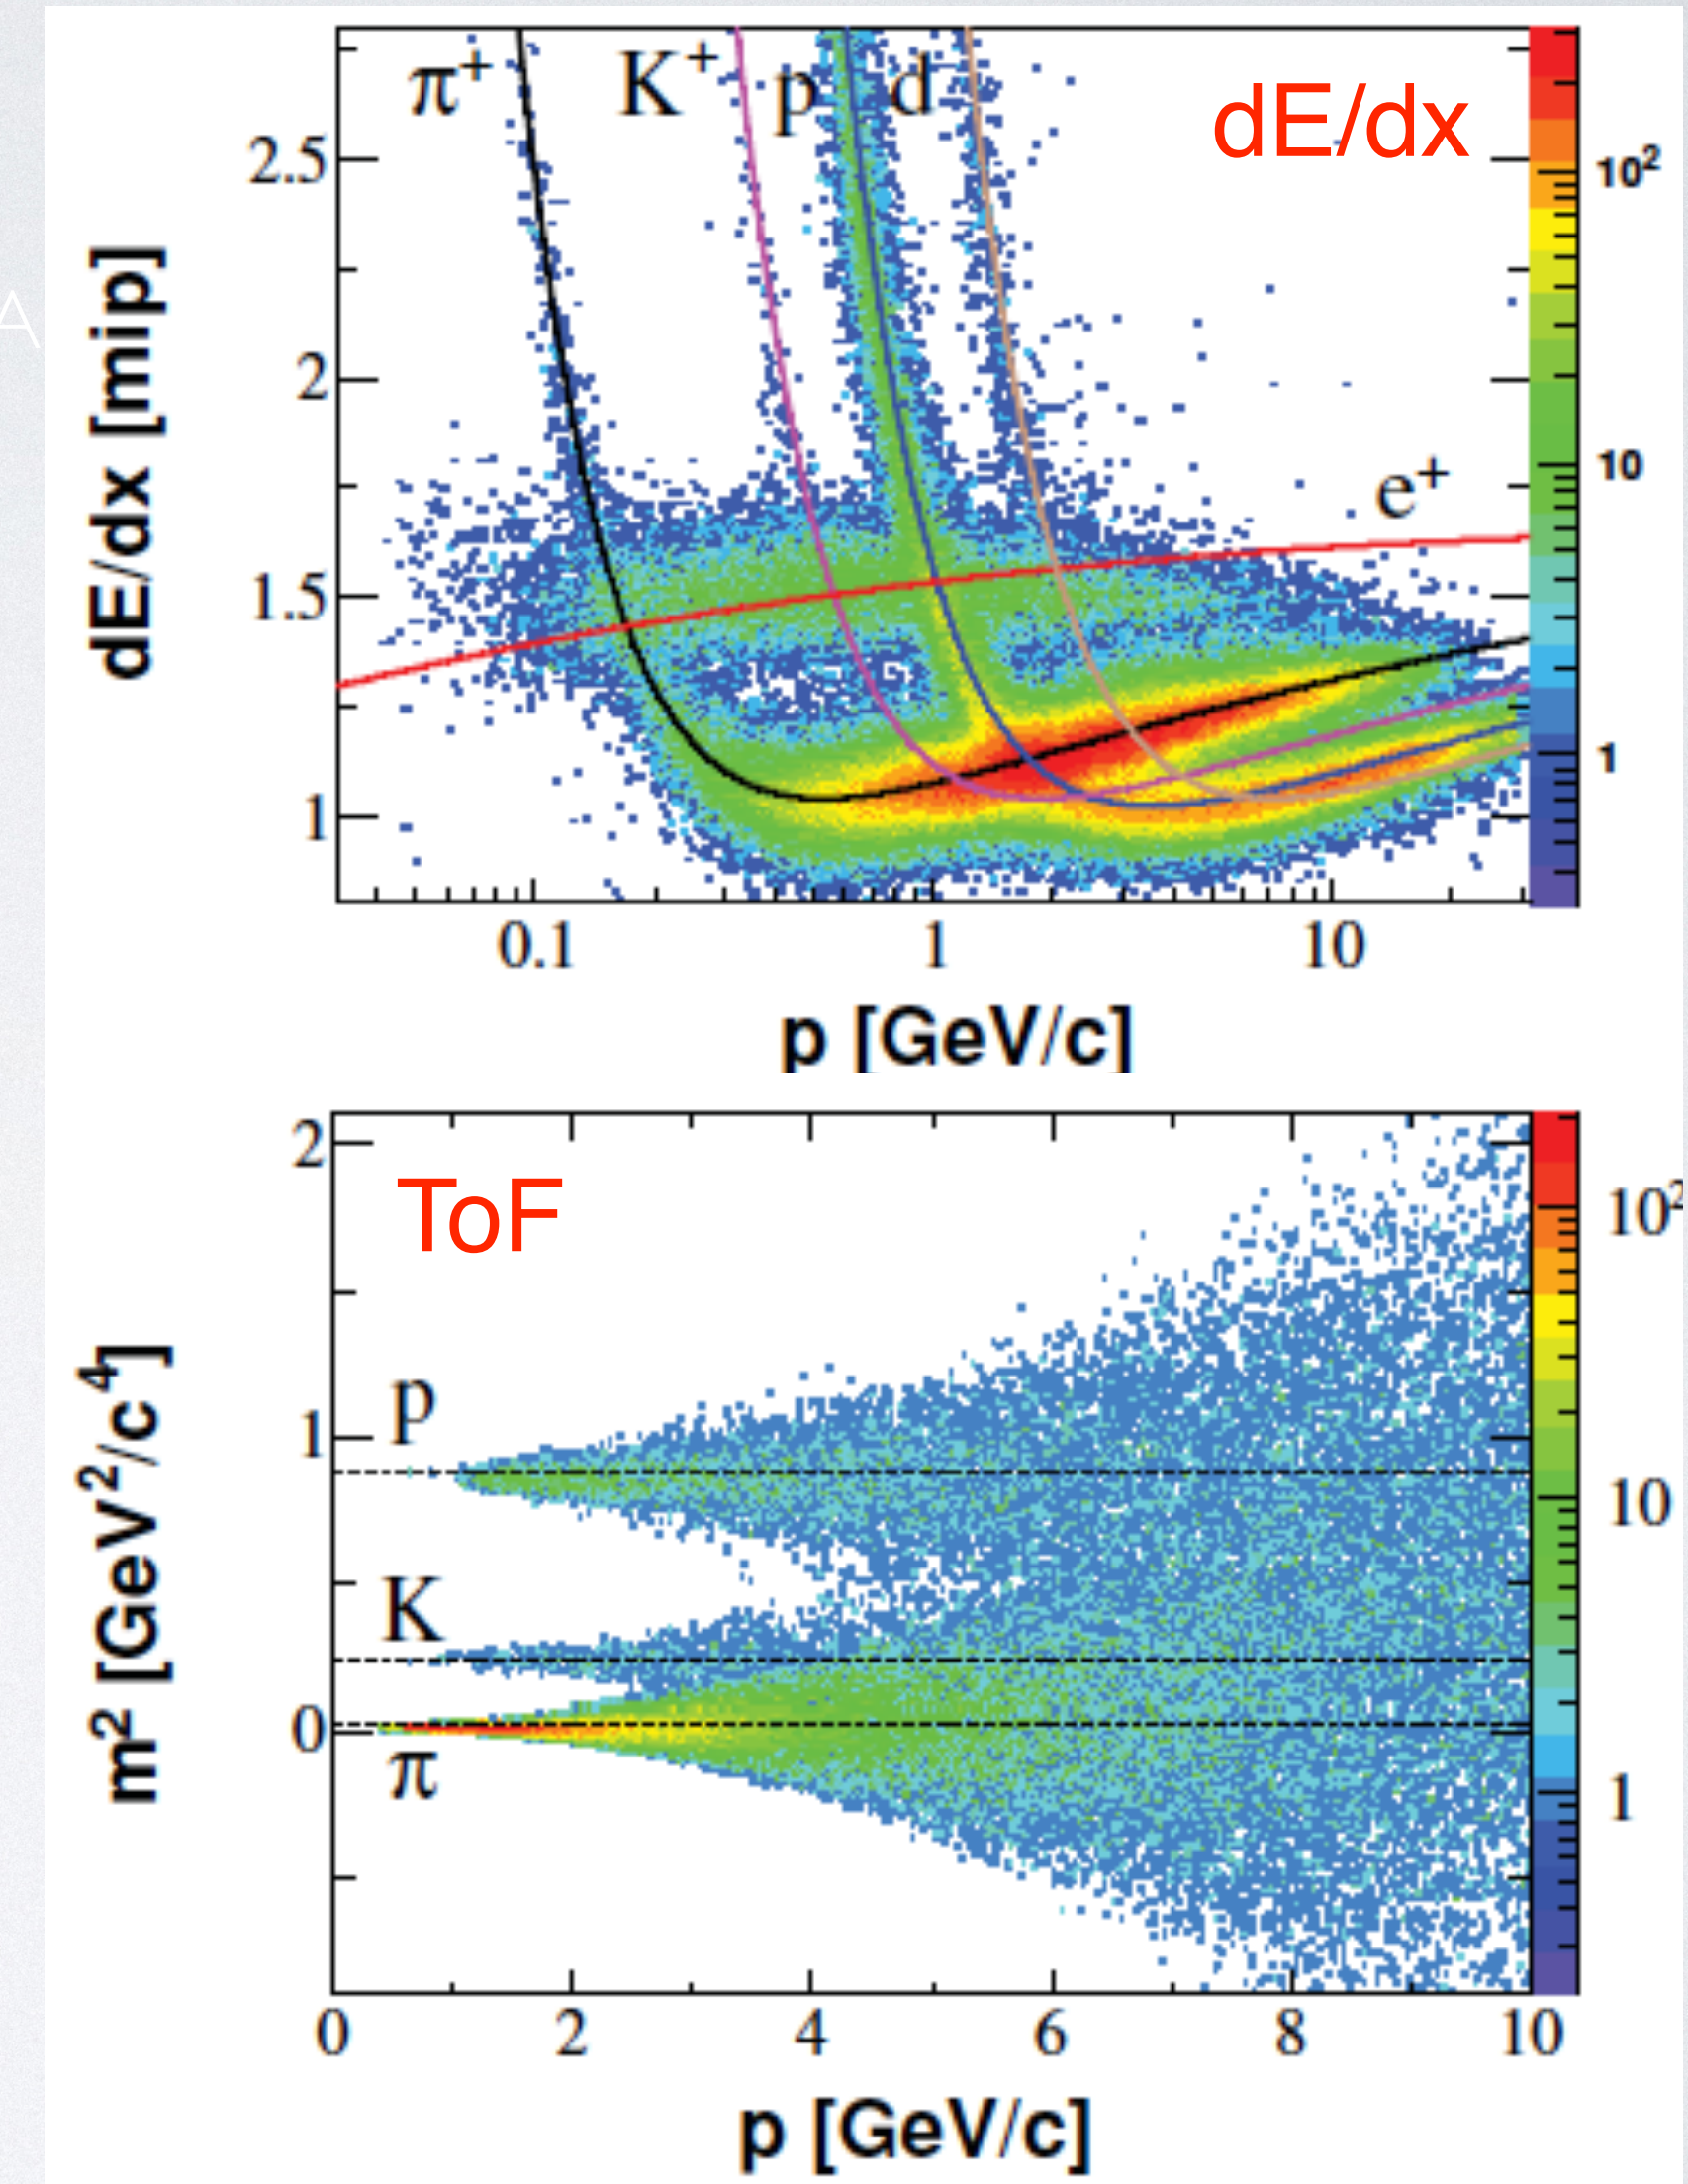 π⁺ K⁺ p d dE/dx
2.5
2
1.5
1
dE/dx [mip]
e⁺
10²
10
1
0.1 1 10
p [GeV/c]
A
ToF
2
1
0
m² [GeV²/c⁴]
p
K
π
10²
10
1
0 2 4 6 8 10
p [GeV/c]